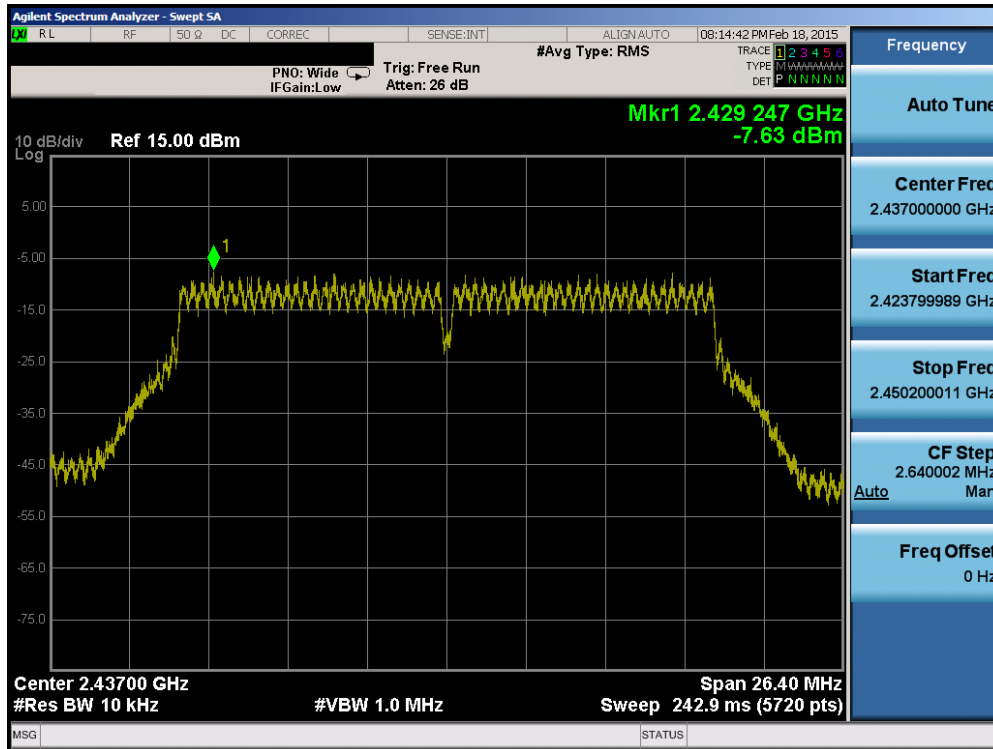 Agilent Spectrum Analyzer - Swept SA
LXI RL RF 50 Ω DC CORREC SENSE:INT ALIGN AUTO 08:14:42 PM Feb 18, 2015
#Avg Type: RMS
TRACE 1 2 3 4 5 6
TYPE M W W W W W
DET P N N N N N
PNO: Wide Trig: Free Run
IFGain:Low Atten: 26 dB
Mkr1 2.429 247 GHz
-7.63 dBm
10 dB/div Ref 15.00 dBm
Log
5.00
1
-5.00
-15.0
-25.0
-35.0
-45.0
-55.0
-65.0
-75.0
Center 2.43700 GHz Span 26.40 MHz
#Res BW 10 kHz #VBW 1.0 MHz Sweep 242.9 ms (5720 pts)
MSG STATUS
Frequency
Auto Tune
Center Freq
2.437000000 GHz
Start Freq
2.423799989 GHz
Stop Freq
2.450200011 GHz
CF Step
2.640002 MHz
Auto Man
Freq Offset
0 Hz